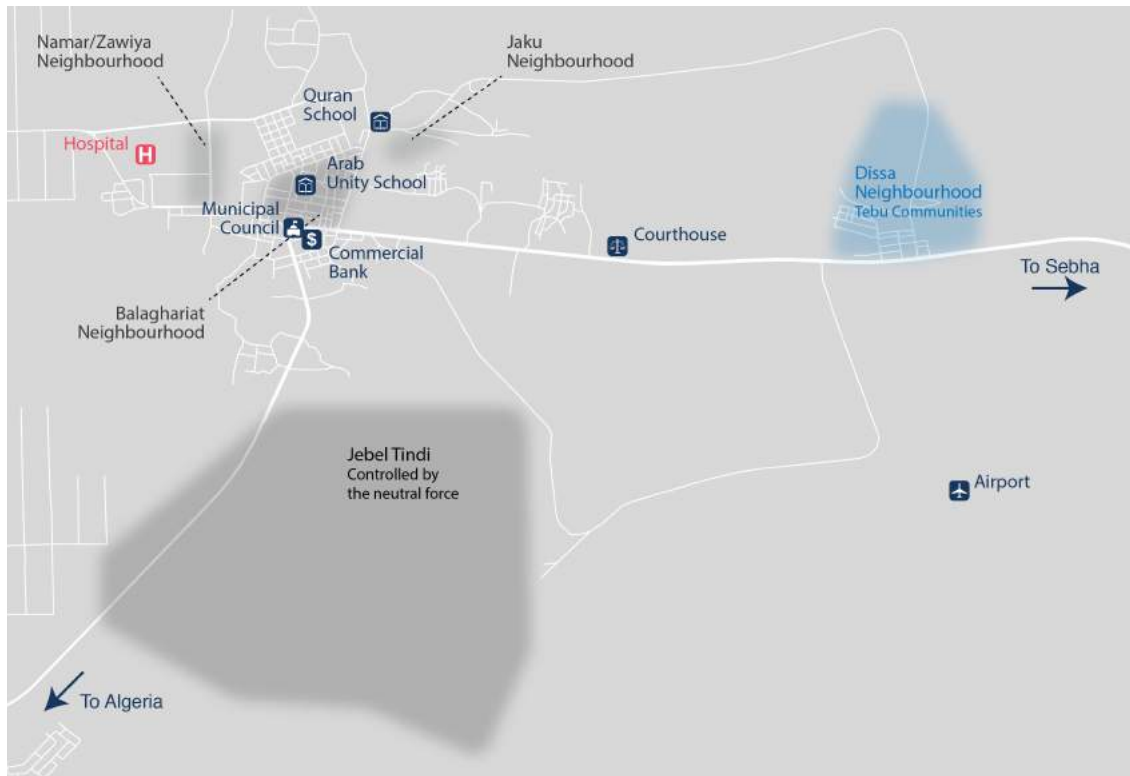 Namar/Zawiya
Neighbourhood
Jaku
Neighbourhood
Quran
School
Hospital
H
Arab
Unity School
Municipal
Council
$
Commercial
Bank
Balaghariat
Neighbourhood
Courthouse
Dissa
Neighbourhood
Tebu Communities
To Sebha
Jebel Tindi
Controlled by
the neutral force
Airport
To Algeria